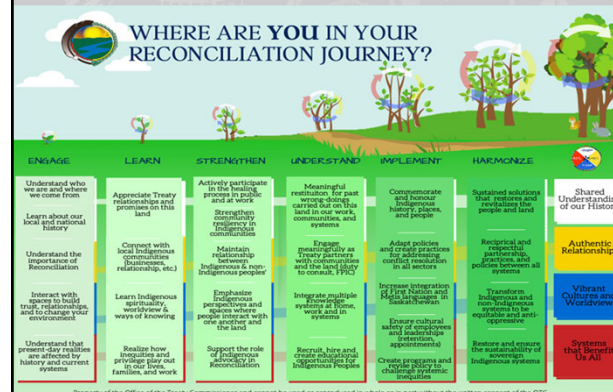 WHERE ARE YOU IN YOUR
RECONCILIATION JOURNEY?
ENGAGE
LEARN
STRENGTHEN
UNDERSTAND
IMPLEMENT
HARMONIZE
Understand who
we are and where
we come from
Learn about our
local and national
history
Understand the
importance of
Reconciliation
Interact with
spaces to build
trust, relationships,
and to change your
environment
Understand that
present-day realities
are affected by
history and current
systems
Appreciate Treaty
relationships and
promises on this
land
Connect with
local Indigenous
communities
(businesses,
relationship, etc.)
Learn Indigenous
spirituality,
worldview &
ways of knowing
Realize how
inequities and
privilege play out
in our lives,
families, and work
Actively participate
in the healing
process in public
and at work
Strengthen
community
resiliency in
Indigenous
communities
Maintain
relationship
between
Indigenous & non-
Indigenous peoples'
Emphasize
Indigenous
perspectives and
spaces where
people interact with
one another and
the land
Support the role
of Indigenous
advocacy in
Reconciliation
Meaningful
restituiton for past
wrong-doings
carried out on this
land in our work,
communities, and
systems
Engage
meaningfully as
Treaty partners
with communities
and the land (duty
to consult, FPIC)
Integrate multiple
knowledge
systems at home,
work and in
systems
Recruit, hire and
create educational
opportunities for
Indigenous Peoples
Commemorate
and honour
Indigenous
history, places,
and people
Adapt policies
and create practices
for addressing
conflict resolution
in all sectors
Increase integration
of First Nation and
Metis languages in
Saskatchewan
Ensure cultural
safety of employees
and leaderships
(retention,
appointments)
Create programs and
revise policy to
challenge systemic
inequities
Sustained solutions
that restores and
revitalizes the
people and land
Reciprical and
respectful
partnership,
practices, and
policies between all
systems
Transform
Indigenous and
non-Indigneous
systems to be
equitable and anti-
oppressive
Restore and ensure
the sustainability of
sovereign
Indigenous systems
Shared
Understanding
of our History
Authentic
Relationship
Vibrant
Cultures and
Worldview
Systems
that Benefit
Us All